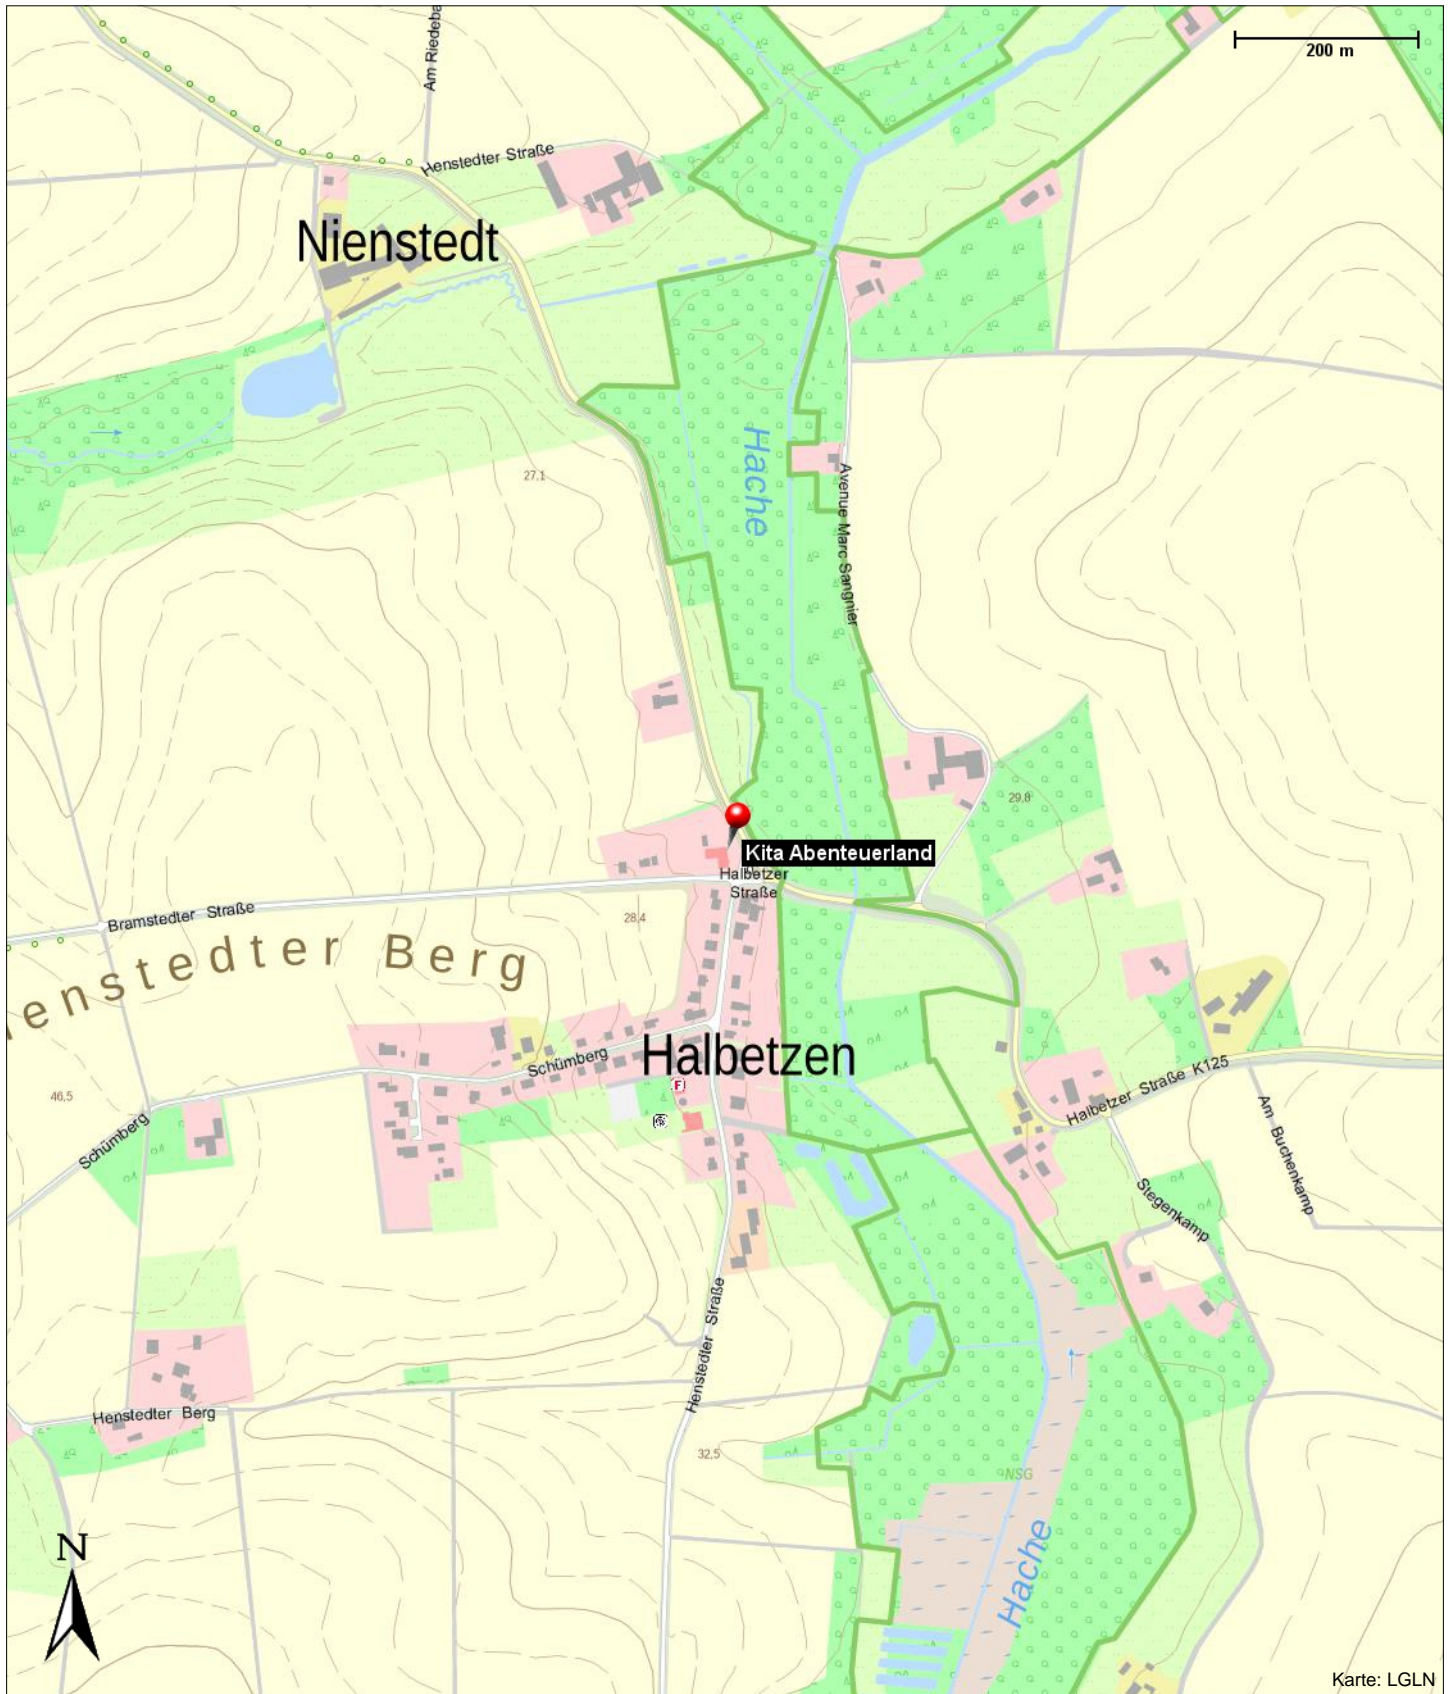 Am Riedeba
200 m
Henstedter Straße
Nienstedt
Hache
Avenue Marc Sangnier
27,1
29,8
Kita Abenteuerland
Halbetzer
Straße
Bramstedter Straße
28,4
ienstedter Berg
Halbetzen
Schümberg
F
46,5
Schümberg
Halbetzer Straße K125
Am Buchenkamp
Stegenkamp
Henstedter Straße
Henstedter Berg
32,5
NSG
Hache
N
Karte: LGLN